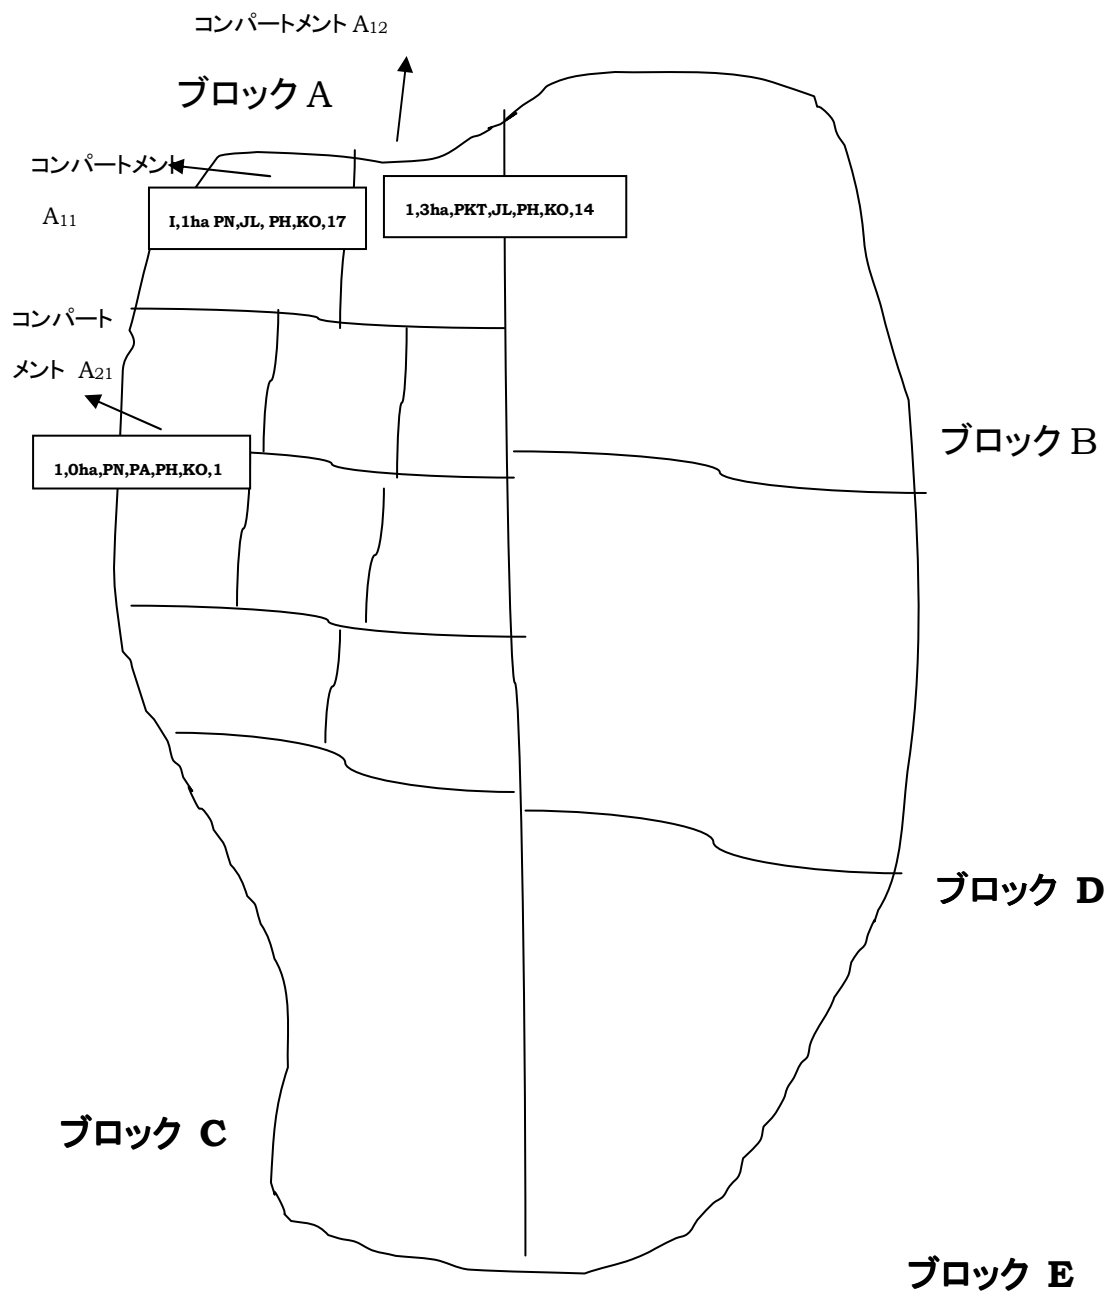 コンパートメント A12
ブロック A
コンパートメント
A11
I,1ha PN,JL, PH,KO,17
1,3ha,PKT,JL,PH,KO,14
コンパート
メント A21
1,0ha,PN,PA,PH,KO,1
ブロック B
ブロック D
ブロック C
ブロック E